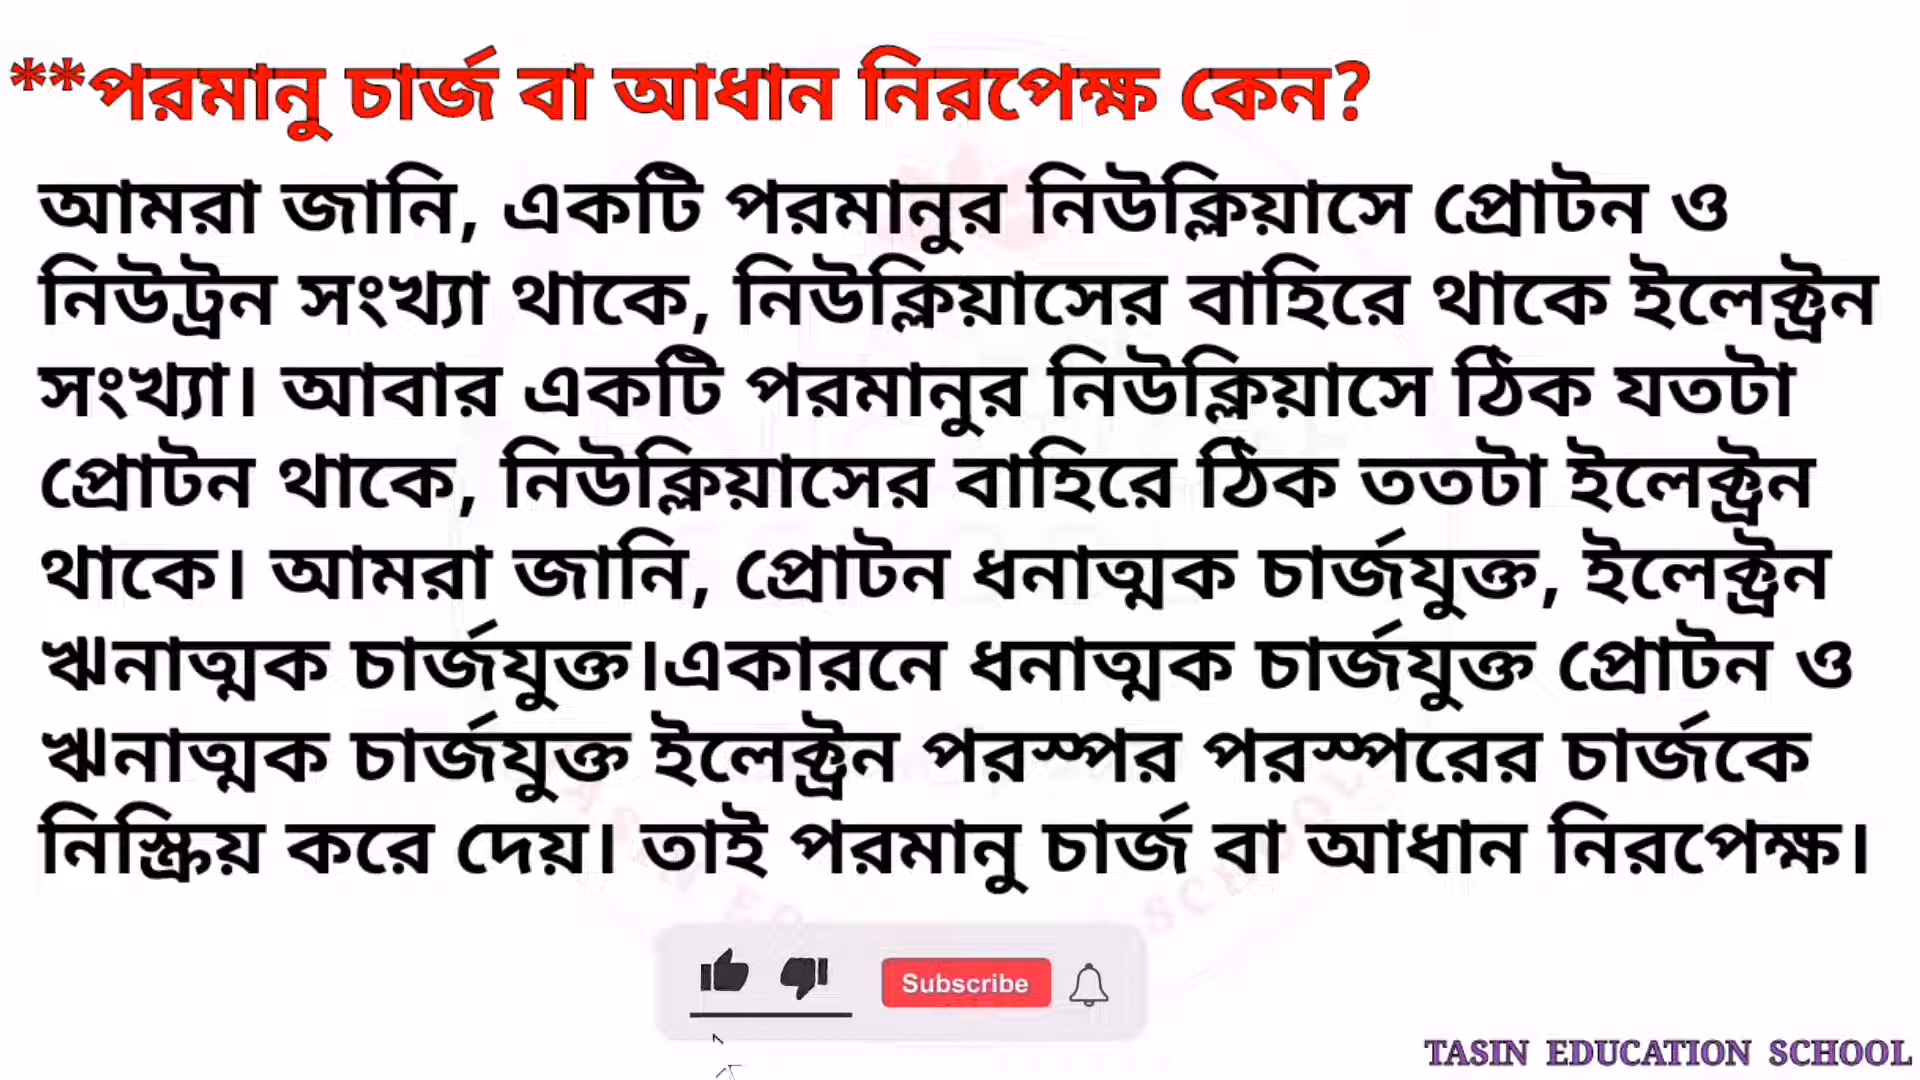 **পরমানু চার্জ বা আধান নিরপেক্ষ কেন?
আমরা জানি, একটি পরমানুর নিউক্লিয়াসে প্রোটন ও
নিউট্রন সংখ্যা থাকে, নিউক্লিয়াসের বাহিরে থাকে ইলেক্ট্রন
সংখ্যা। আবার একটি পরমানুর নিউক্লিয়াসে ঠিক যতটা
প্রোটন থাকে, নিউক্লিয়াসের বাহিরে ঠিক ততটা ইলেক্ট্রন
থাকে। আমরা জানি, প্রোটন ধনাত্মক চার্জযুক্ত, ইলেক্ট্রন
ঋনাত্মক চার্জযুক্ত।একারনে ধনাত্মক চার্জযুক্ত প্রোটন ও
ঋনাত্মক চার্জযুক্ত ইলেক্ট্রন পরস্পর পরস্পরের চার্জকে
নিস্ক্রিয় করে দেয়। তাই পরমানু চার্জ বা আধান নিরপেক্ষ।
Subscribe
TASIN EDUCATION SCHOOL